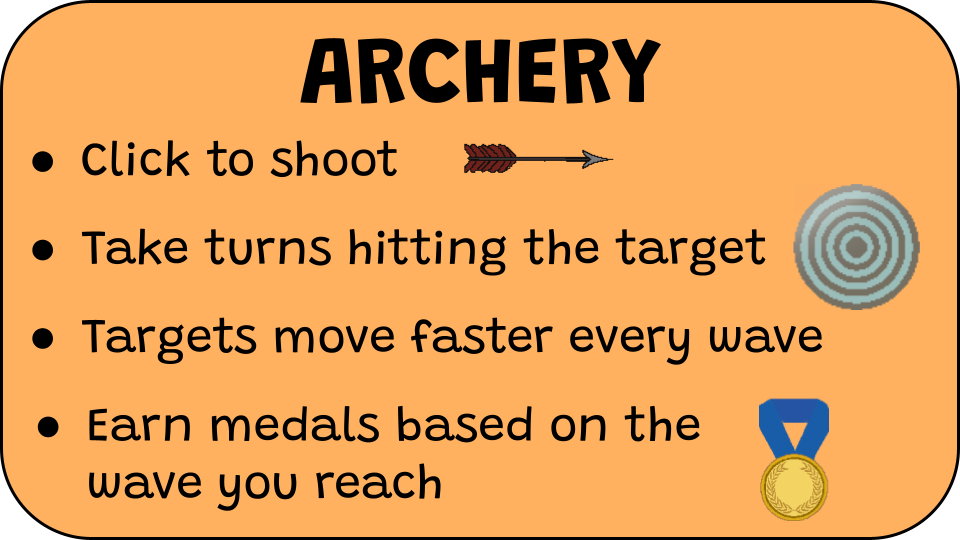 ARCHERY
● Click to shoot
● Take turns hitting the target
● Targets move faster every wave
● Earn medals based on the
wave you reach